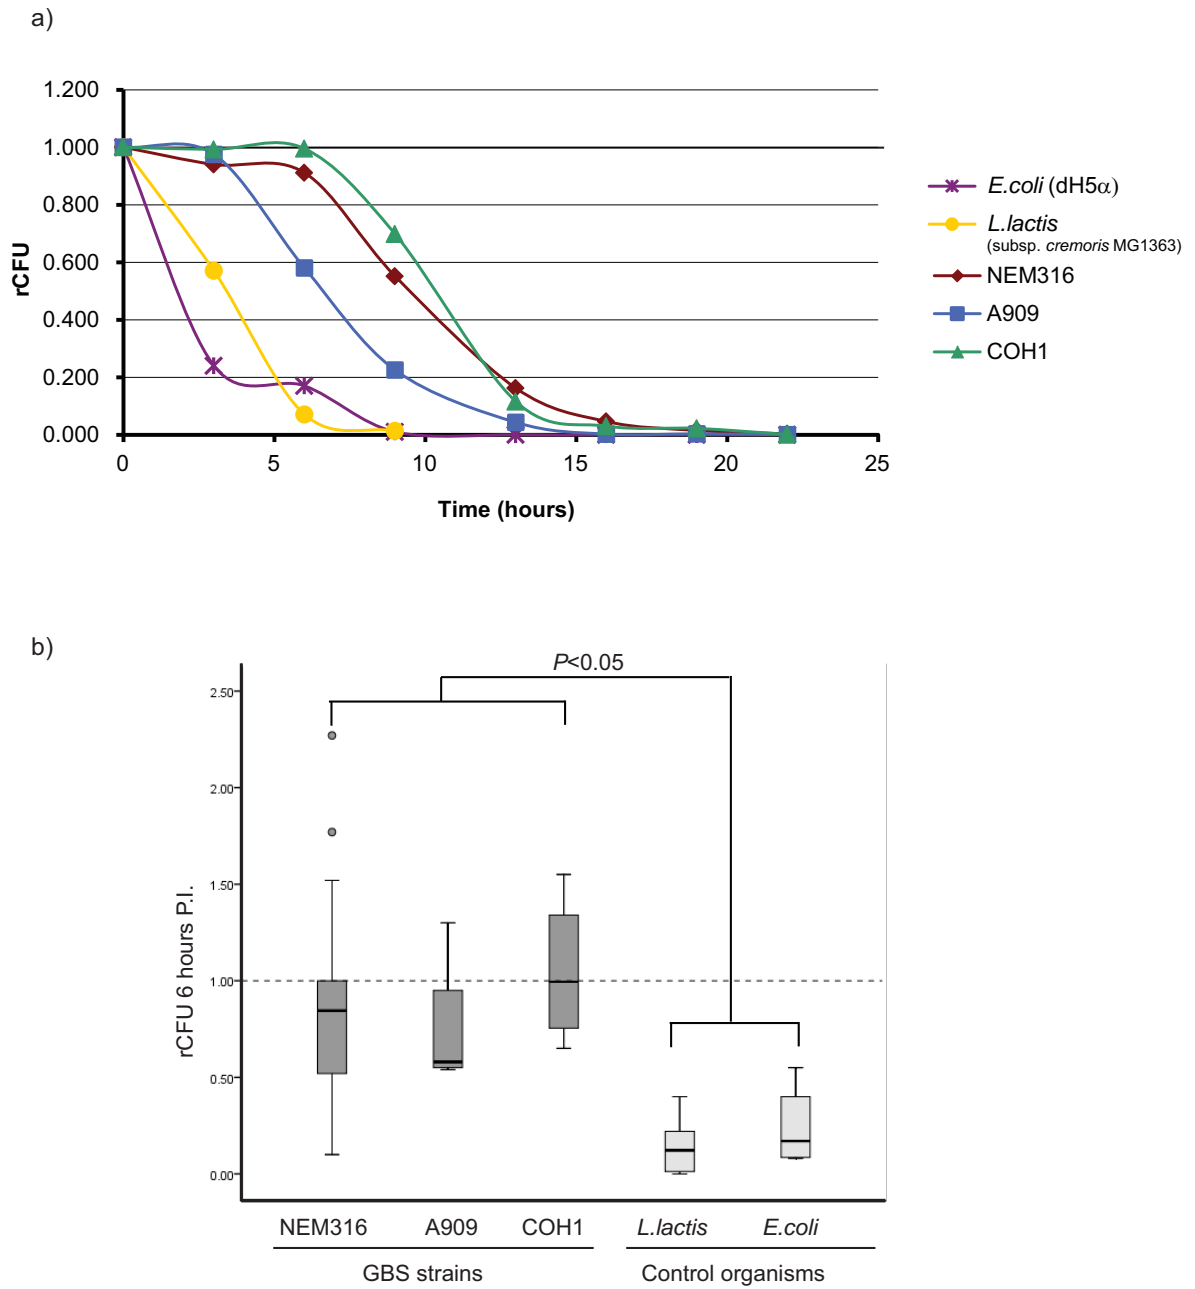 a)
1.200
1.000
0.800
0.600
0.400
0.200
0.000
rCFU
0
5
10
15
20
25
Time (hours)
E.coli (dH5α)
L.lactis
(subsp. cremoris MG1363)
NEM316
A909
COH1
b)
P<0.05
2.50
2.00
1.50
1.00
0.50
0.00
rCFU 6 hours P.I.
NEM316
A909
COH1
L.lactis
E.coli
GBS strains
Control organisms